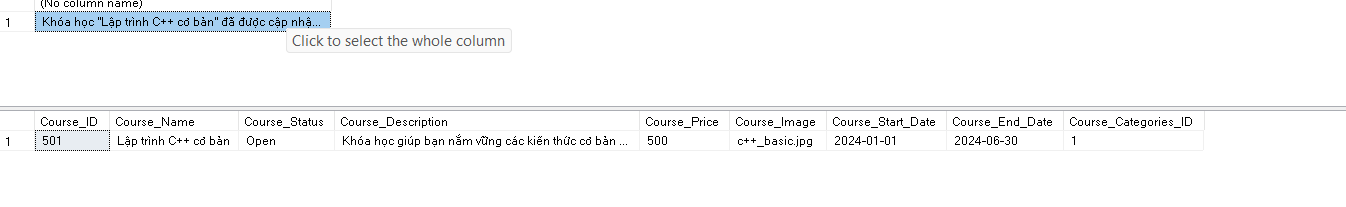 (No column name)
1 Khóa học "Lập trình C++ cơ bản" đã được cập nhậ...
Click to select the whole column
Course_ID Course_Name Course_Status Course_Description Course_Price Course_Image Course_Start_Date Course_End_Date Course_Categories_ID
1 501 Lập trình C++ cơ bản Open Khóa học giúp bạn nắm vững các kiến thức cơ bản ... 500 c++_basic.jpg 2024-01-01 2024-06-30 1